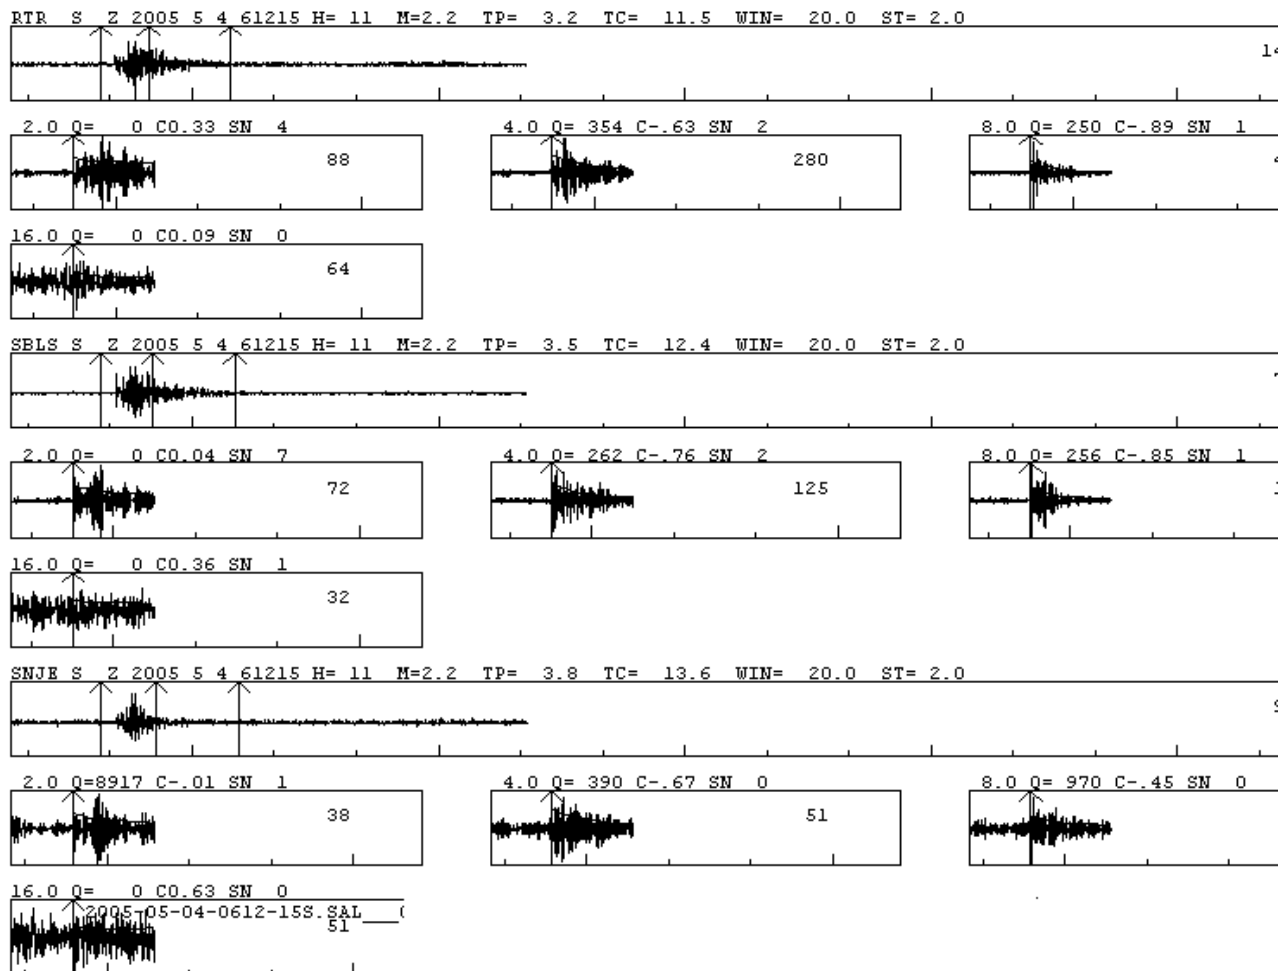 RTR S Z 2005 5 4 61215 H= 11 M=2.2 TP= 3.2 TC= 11.5 WIN= 20.0 ST= 2.0
14
2.0 Q= 0 C0.33 SN 4
4.0 Q= 354 C-.63 SN 2
8.0 Q= 250 C-.89 SN 1
88
280
16.0 Q= 0 C0.09 SN 0
64
SBLS S Z 2005 5 4 61215 H= 11 M=2.2 TP= 3.5 TC= 12.4 WIN= 20.0 ST= 2.0
2.0 Q= 0 C0.04 SN 7
4.0 Q= 262 C-.76 SN 2
8.0 Q= 256 C-.85 SN 1
72
125
16.0 Q= 0 C0.36 SN 1
32
SNJE S Z 2005 5 4 61215 H= 11 M=2.2 TP= 3.8 TC= 13.6 WIN= 20.0 ST= 2.0
2.0 Q=8917 C-.01 SN 1
4.0 Q= 390 C-.67 SN 0
8.0 Q= 970 C-.45 SN 0
38
51
16.0 Q= 0 C0.63 SN 0
2005-05-04-0612-15S.SAL___
51